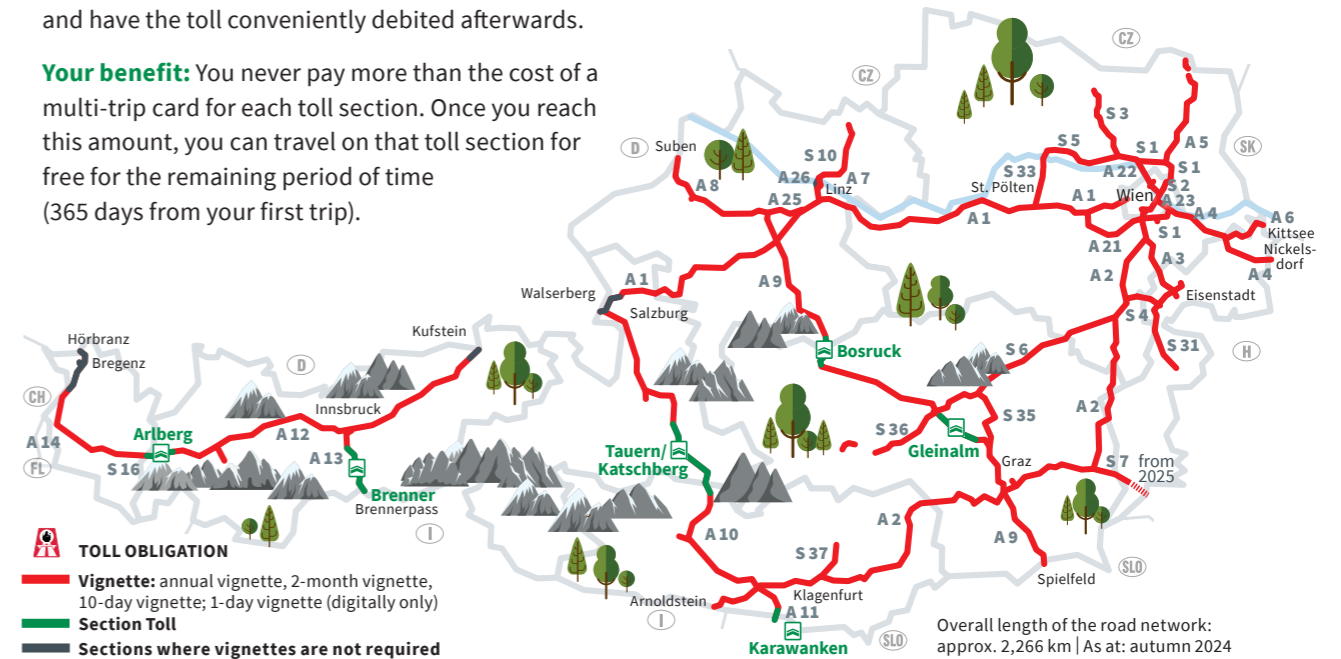 and have the toll conveniently debited afterwards.
Your benefit: You never pay more than the cost of a
multi-trip card for each toll section. Once you reach
this amount, you can travel on that toll section for
free for the remaining period of time
(365 days from your first trip).
CZ
CZ
S 3
S 5
S 1
A 5
SK
D
Suben
S 10
A 26
A 7
Linz
A 8
A 25
S 33
A 22
S 1
St. Pölten
A 1
Wien
S 2
A 23
A 4
A 1
A 6
Kittsee
Nickels-
dorf
A 4
S 1
A 21
A 3
A 2
Walserberg
A 1
A 9
Salzburg
Eisenstadt
S 4
Hörbranz
Bregenz
Kufstein
D
Bosruck
S 6
S 31
H
CH
Innsbruck
A 2
S 35
Arlberg
A 12
A 14
FL
S 16
A 13
Tauern/
Katschberg
S 36
Gleinalm
Graz
S 7
from
2025
Brenner
Brennerpass
I
A 10
A 2
S 37
A 9
SLO
Spielfeld
Arnoldstein
I
Klagenfurt
A 11
Karawanken
SLO
TOLL OBLIGATION
Vignette: annual vignette, 2-month vignette,
10-day vignette; 1-day vignette (digitally only)
Section Toll
Sections where vignettes are not required
Overall length of the road network:
approx. 2,266 km | As at: autumn 2024